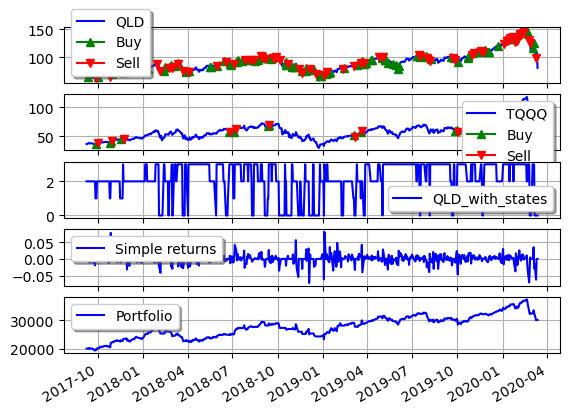 QLD
Buy
Sell
150
100
TQQQ
Buy
Sell
100
50
QLD_with_states
2
0
Simple returns
0.05
0.00
−0.05
Portfolio
30000
20000
2017-10
2018-01
2018-04
2018-07
2018-10
2019-01
2019-04
2019-07
2019-10
2020-01
2020-04